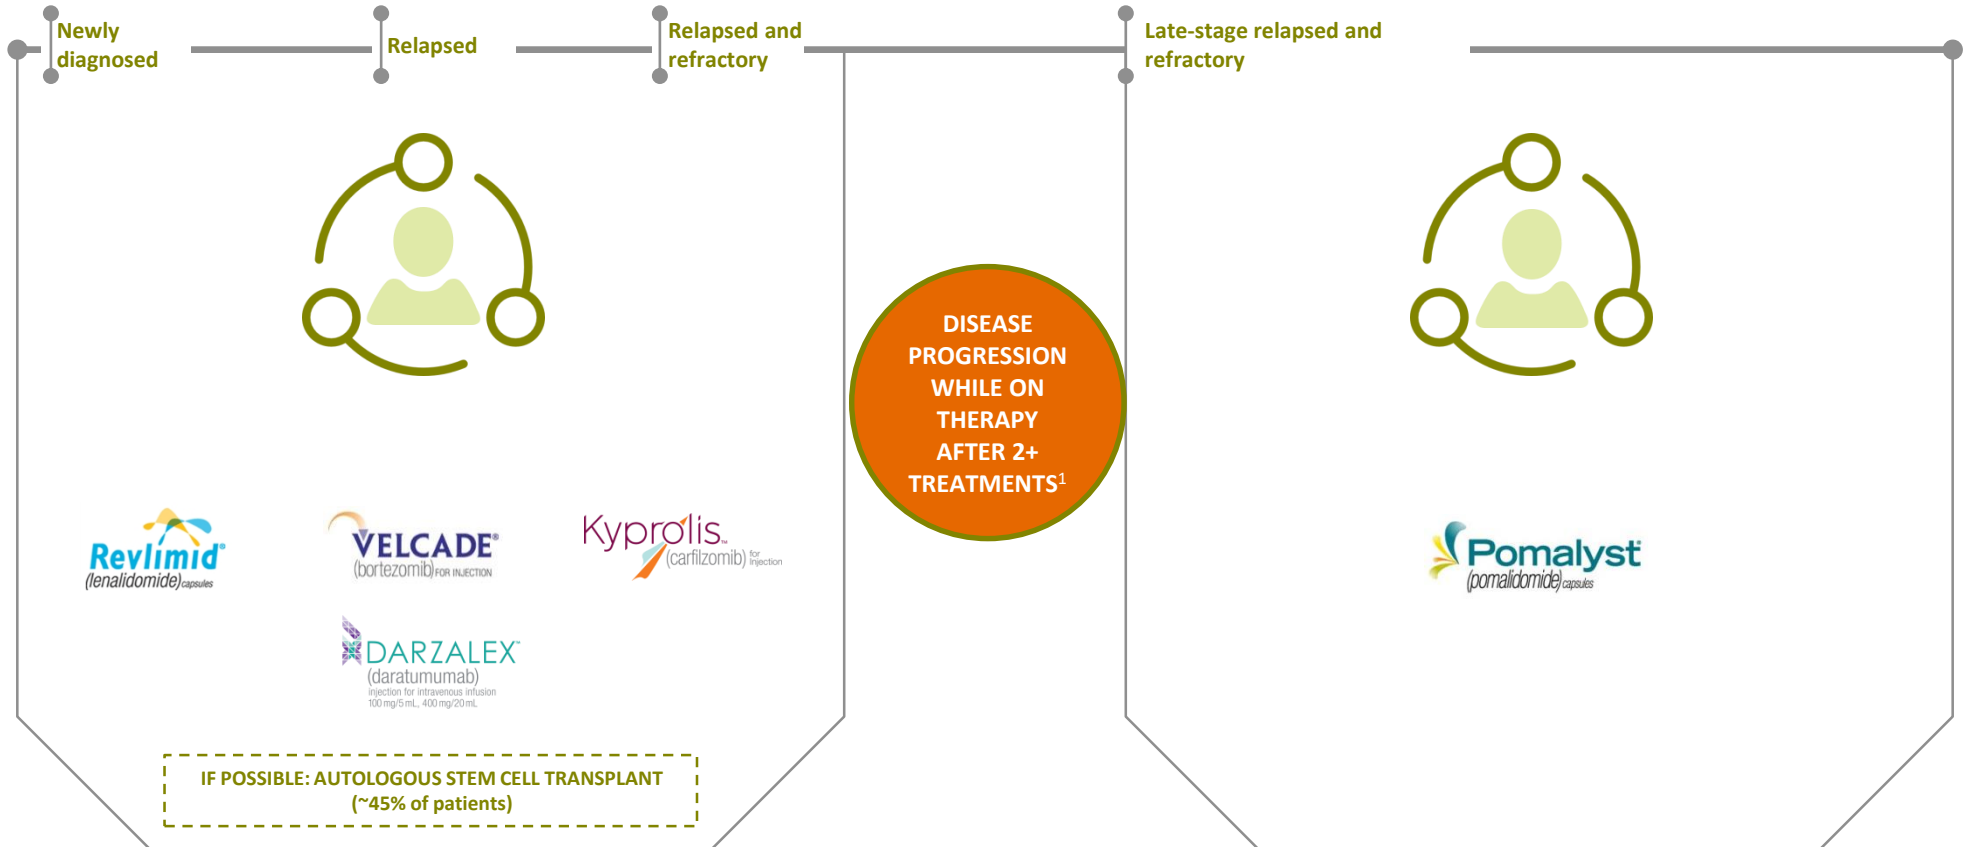 Newly
diagnosed
Relapsed
Relapsed and
refractory
Late-stage relapsed and
refractory
DISEASE
PROGRESSION
WHILE ON
THERAPY
AFTER 2+
TREATMENTS1
Revlimid®
(lenalidomide) capsules
VELCADE®
(bortezomib) FOR INJECTION
Kyprolis™
(carfilzomib) for Injection
DARZALEX™
(daratumumab)
injection for intravenous infusion
100 mg/5 mL, 400 mg/20 mL
Pomalyst®
(pomalidomide) capsules
IF POSSIBLE: AUTOLOGOUS STEM CELL TRANSPLANT
(~45% of patients)